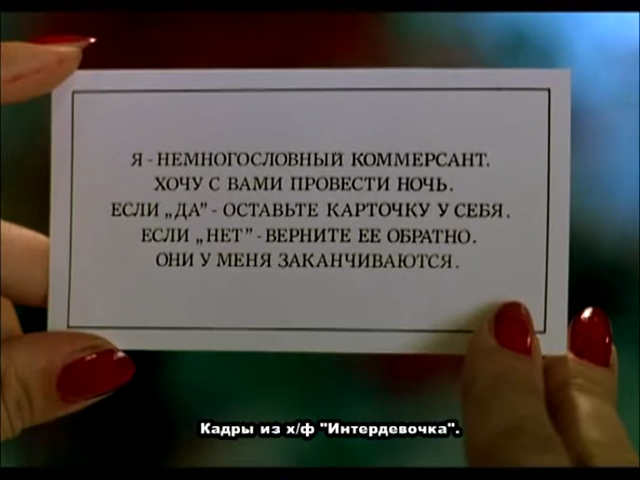 Я - НЕМНОГОСЛОВНЫЙ КОММЕРСАНТ.
ХОЧУ С ВАМИ ПРОВЕСТИ НОЧЬ.
ЕСЛИ „ДА” - ОСТАВЬТЕ КАРТОЧКУ У СЕБЯ.
ЕСЛИ „НЕТ” - ВЕРНИТЕ ЕЕ ОБРАТНО.
ОНИ У МЕНЯ ЗАКАНЧИВАЮТСЯ.
Кадры из х/ф "Интердевочка".